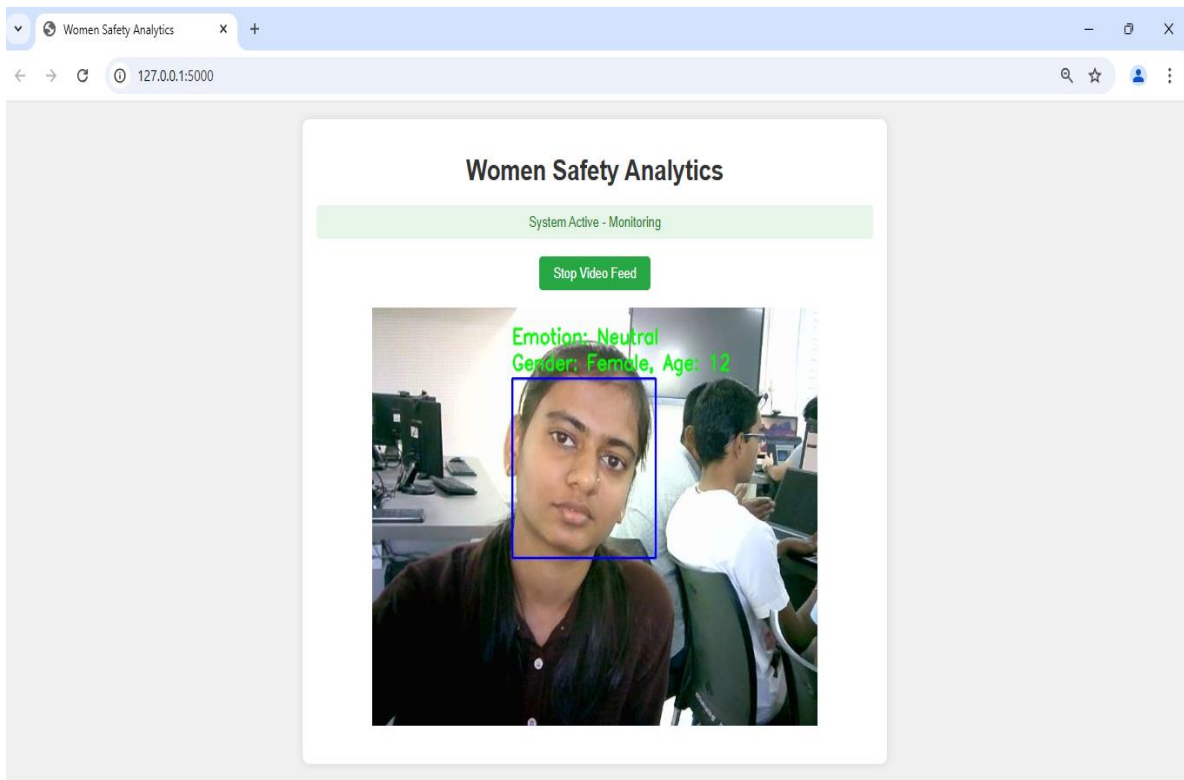 Women Safety Analytics
127.0.0.1:5000
Women Safety Analytics
System Active - Monitoring
Stop Video Feed
Emotion: Neutral
Gender: Female, Age: 12